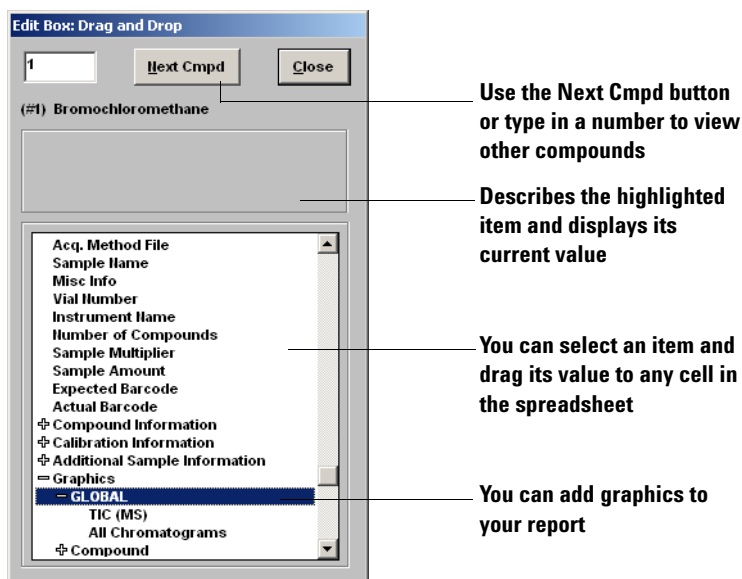 Edit Box: Drag and Drop
1
Next Cmpd
Close
(#1) Bromochloromethane
Acq. Method File
Sample Name
Misc Info
Vial Number
Instrument Name
Number of Compounds
Sample Multiplier
Sample Amount
Expected Barcode
Actual Barcode
Compound Information
Calibration Information
Additional Sample Information
Graphics
GLOBAL
TIC (MS)
All Chromatograms
Compound
Use the Next Cmpd button
or type in a number to view
other compounds
Describes the highlighted
item and displays its
current value
You can select an item and
drag its value to any cell in
the spreadsheet
You can add graphics to
your report